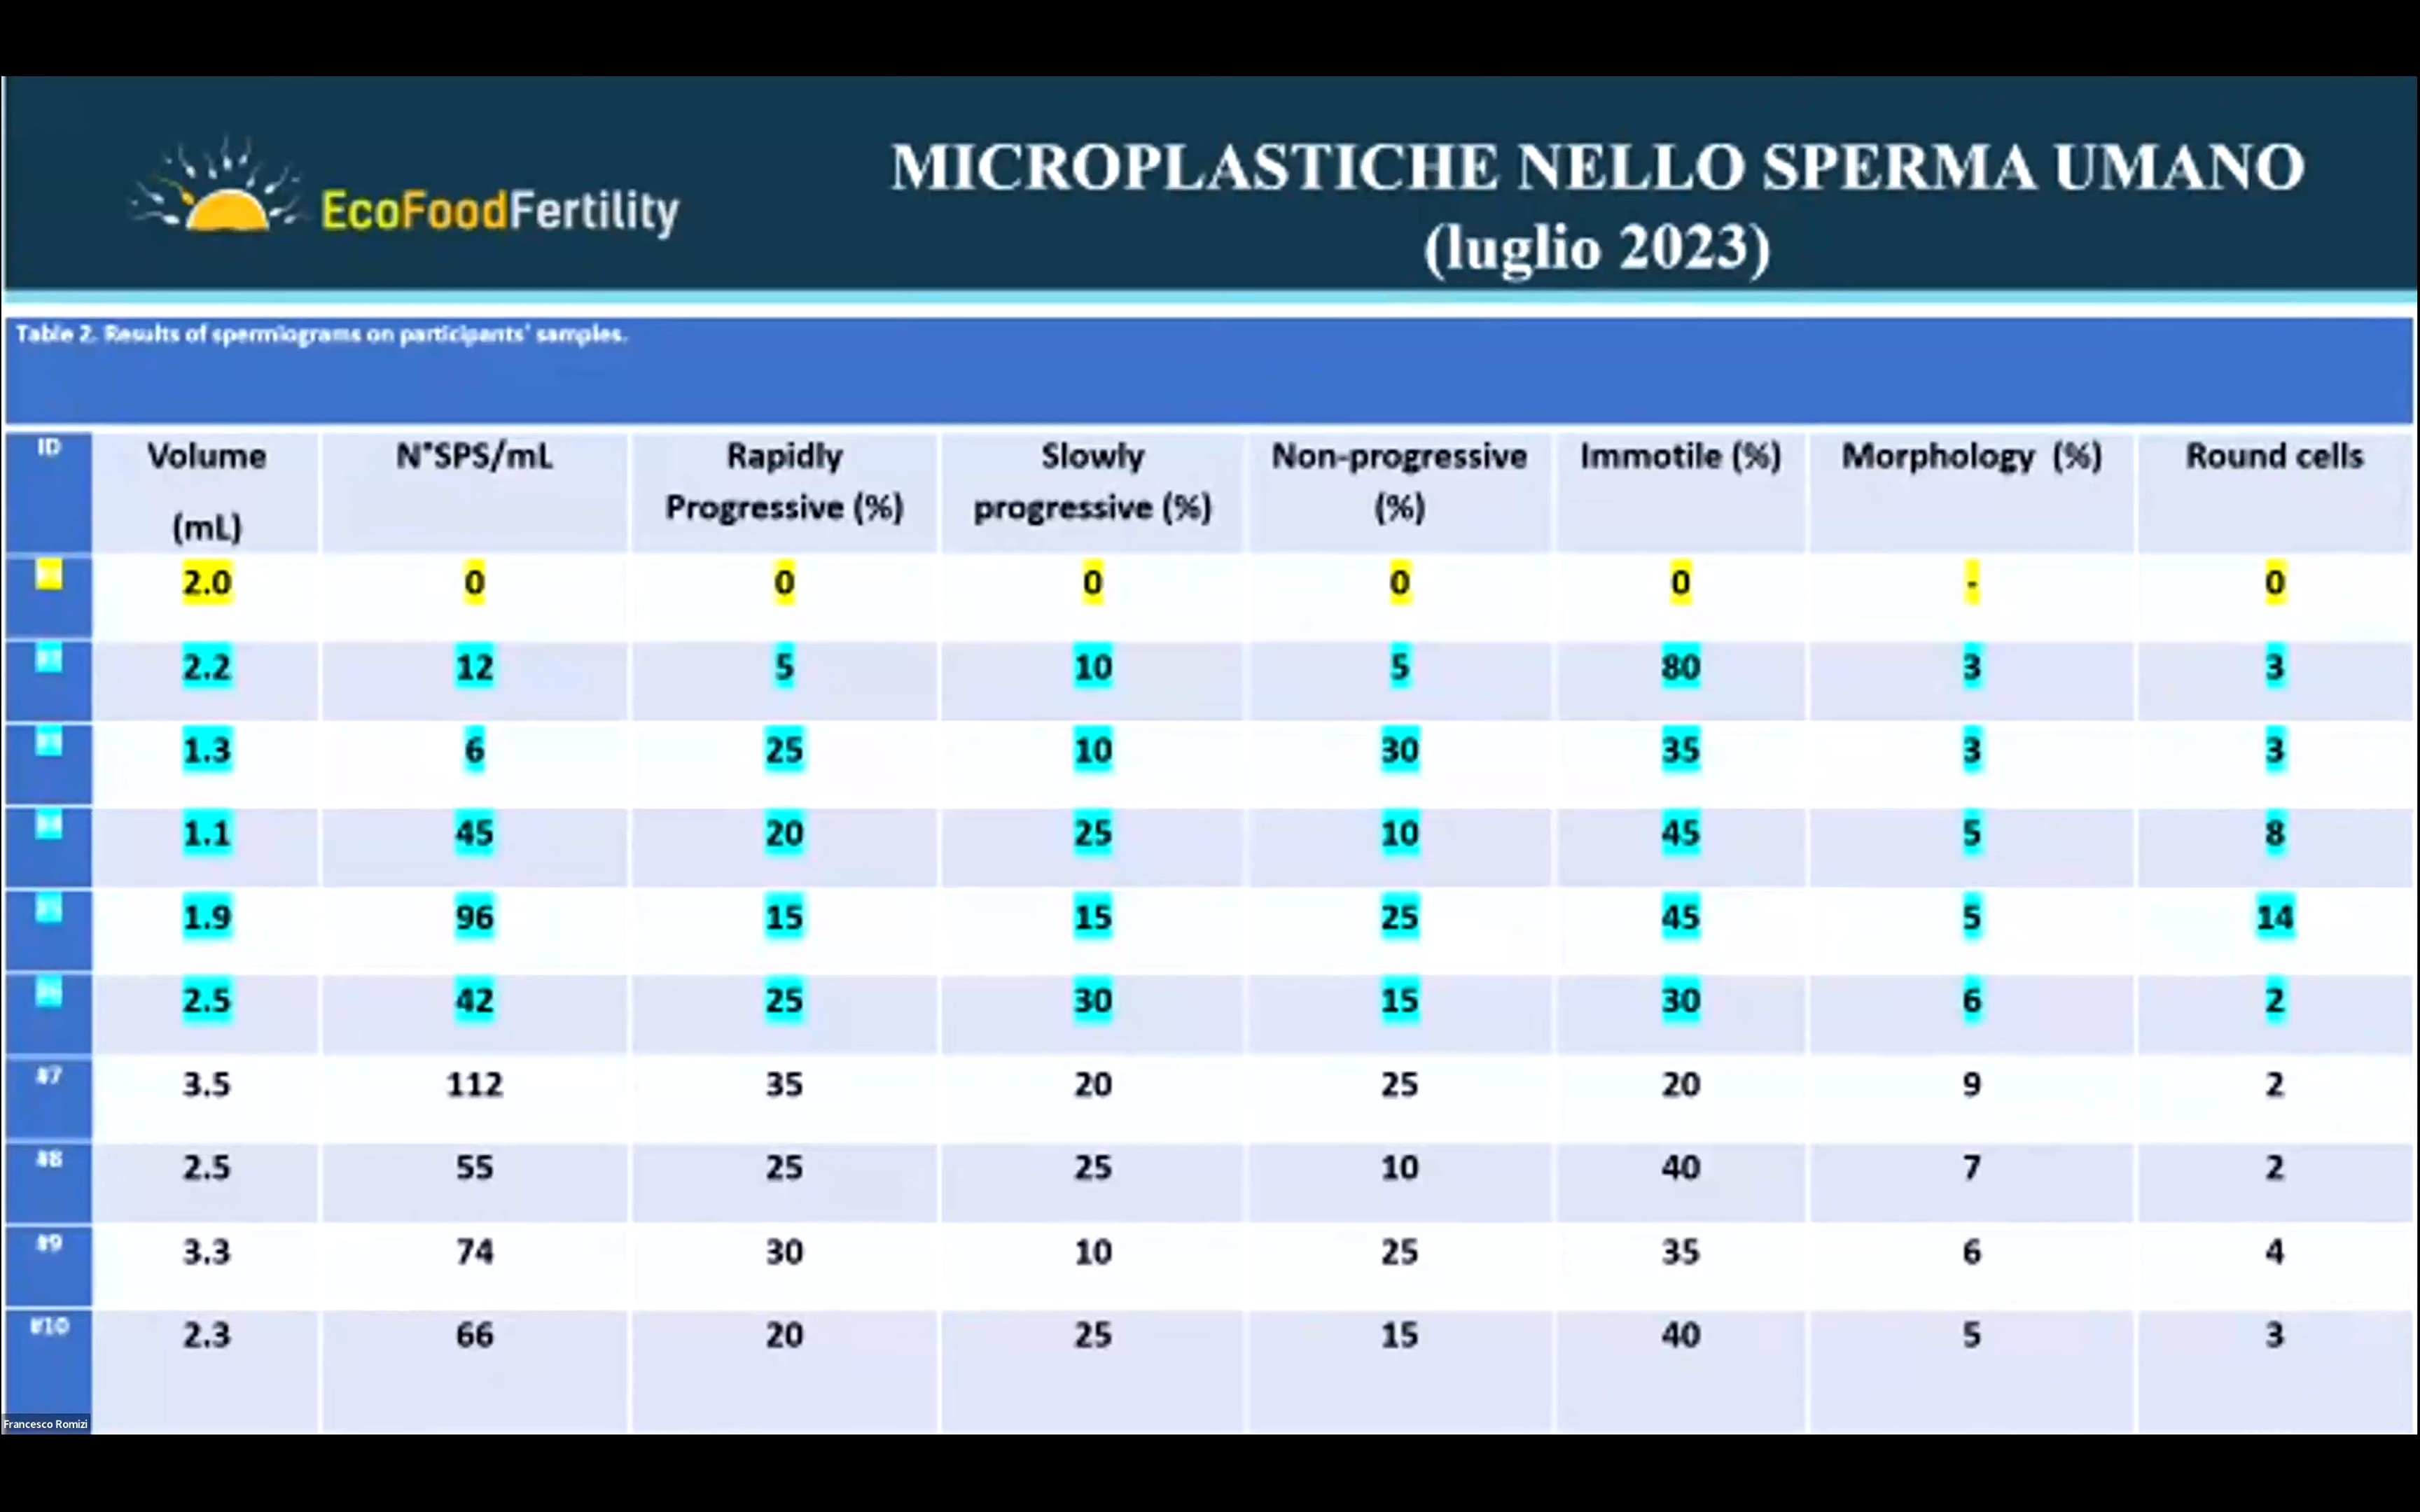 EcoFoodFertility
MICROPLASTICHE NELLO SPERMA UMANO
(luglio 2023)
Table 2. Results of spermiograms on participants' samples.
ID Volume (mL) N°SPS/mL Rapidly Progressive (%) Slowly progressive (%) Non-progressive (%) Immotile (%) Morphology (%) Round cells
2.0 0 0 0 0 0 - 0
2.2 12 5 10 5 80 3 3
1.3 6 25 10 30 35 3 3
1.1 45 20 25 10 45 5 8
1.9 96 15 15 25 45 5 14
2.5 42 25 30 15 30 6 2
#7 3.5 112 35 20 25 20 9 2
#8 2.5 55 25 25 10 40 7 2
#9 3.3 74 30 10 25 35 6 4
#10 2.3 66 20 25 15 40 5 3
Francesco Romizi